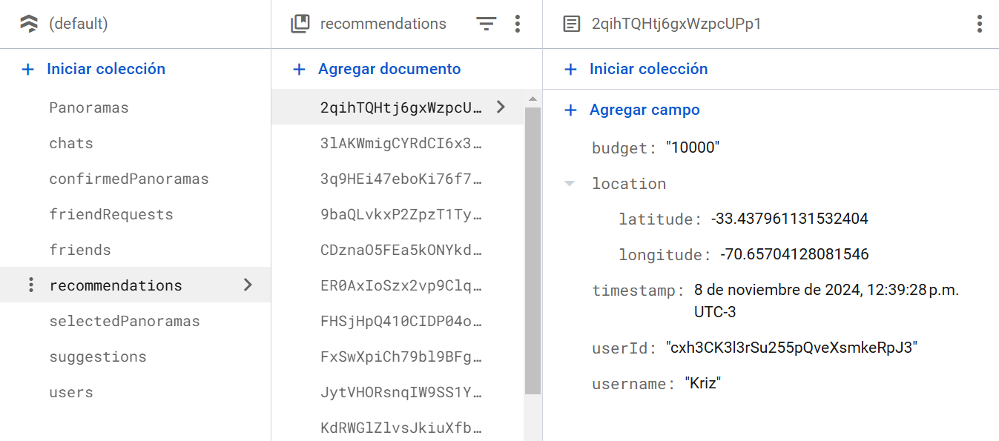 (default)
Iniciar colección
Panoramas
chats
confirmedPanoramas
friendRequests
friends
recommendations
selectedPanoramas
suggestions
users
recommendations
Agregar documento
2qihTQHtj6gxWzpcU…
3lAKWmigCYRdCI6x3…
3q9HEi47eboKi76f7…
9baQLvkxP2ZpzT1Ty…
CDznaO5FEa5kONYkd…
ER0AxIoSzx2vp9Clq…
FHSjHpQ410CIDP04o…
FxSwXpiCh79bl9BFg…
JytVHORsnqIW9SS1Y…
KdRWGlZlvsJkiuXfb…
2qihTQHtj6gxWzpcUPp1
Iniciar colección
Agregar campo
budget: "10000"
location
latitude: -33.437961131532404
longitude: -70.65704128081546
timestamp: 8 de noviembre de 2024, 12:39:28 p.m.
UTC-3
userId: "cxh3CK3l3rSu255pQveXsmkeRpJ3"
username: "Kriz"